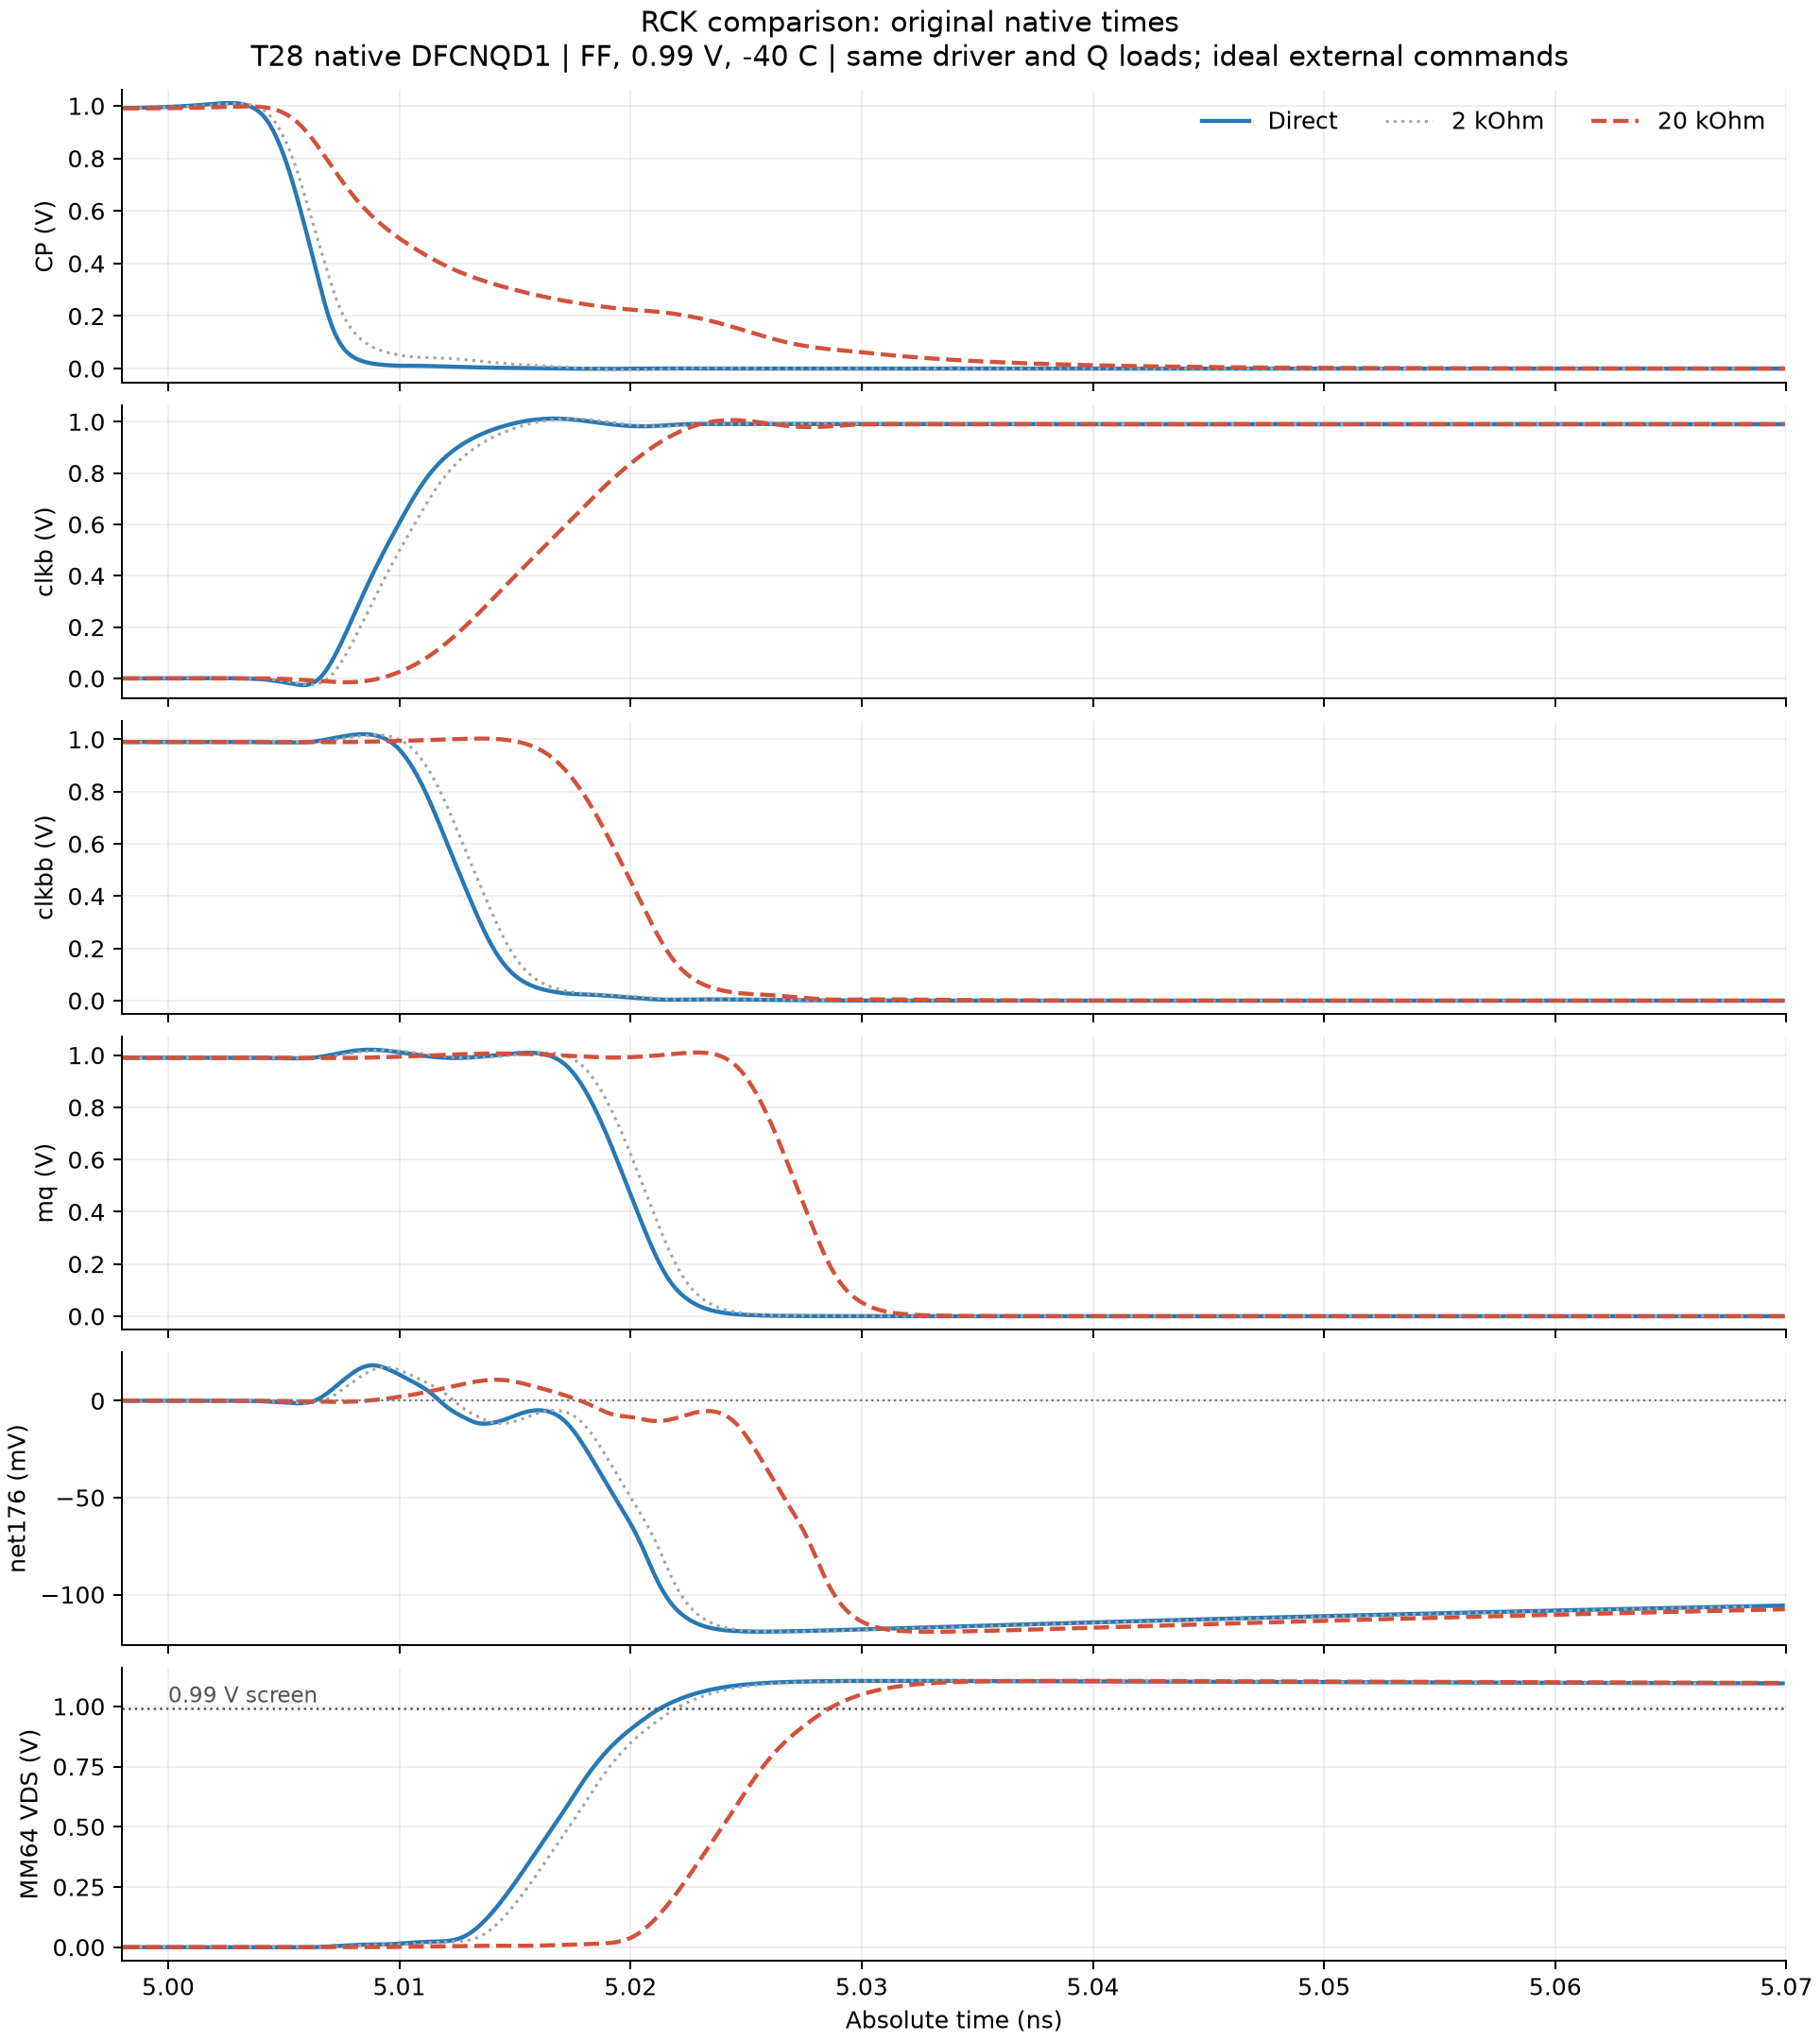 RCK comparison: original native times
T28 native DFCNQD1 | FF, 0.99 V, -40 C | same driver and Q loads; ideal external commands
Direct 2 kOhm 20 kOhm
CP (V)
1.0
0.8
0.6
0.4
0.2
0.0
clkb (V)
1.0
0.8
0.6
0.4
0.2
0.0
clkbb (V)
1.0
0.8
0.6
0.4
0.2
0.0
mq (V)
1.0
0.8
0.6
0.4
0.2
0.0
net176 (mV)
0
−50
−100
MM64 VDS (V)
0.99 V screen
1.00
0.75
0.50
0.25
0.00
5.00 5.01 5.02 5.03 5.04 5.05 5.06 5.07
Absolute time (ns)